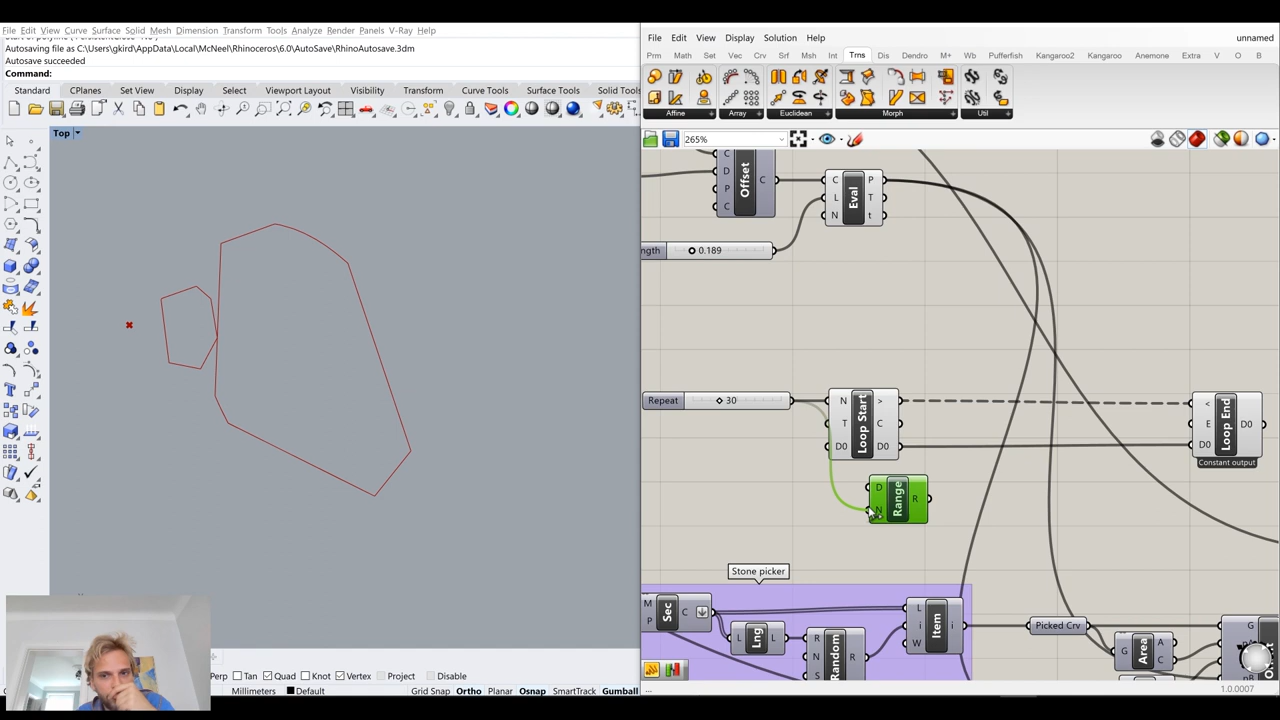 File Edit View Curve Surface Solid Mesh Dimension Transform Tools Analyze Render Panels V-Ray Help
Autosaving file as C:\Users\gkird\AppData\Local\McNeel\Rhinoceros\6.0\AutoSave\RhinoAutosave.3dm
Autosave succeeded
Command:
Standard CPlanes Set View Display Select Viewport Layout Visibility Transform Curve Tools Surface Tools Solid Tools
Top
Perp Tan Quad Knot Vertex Project Disable
Millimeters Default Grid Snap Ortho Planar Osnap SmartTrack Gumball
File Edit View Display Solution Help unnamed
Prm Math Set Vec Crv Srf Msh Int Trns Dis Dendro M+ Wb Pufferfish Kangaroo2 Kangaroo Anemone Extra V O B
Affine Array Euclidean Morph Util
265%
C D P C Offset C
C L N Eval P T t
ngth 0.189
Repeat 30
N T D0 Loop Start > C D0
< E D0 Loop End D0
Constant output
D N Range R
Stone picker
M P Sec C
L Lng L
R N S Random R
L i W Item i
Picked Crv
G Area A C
G
1.0.0007